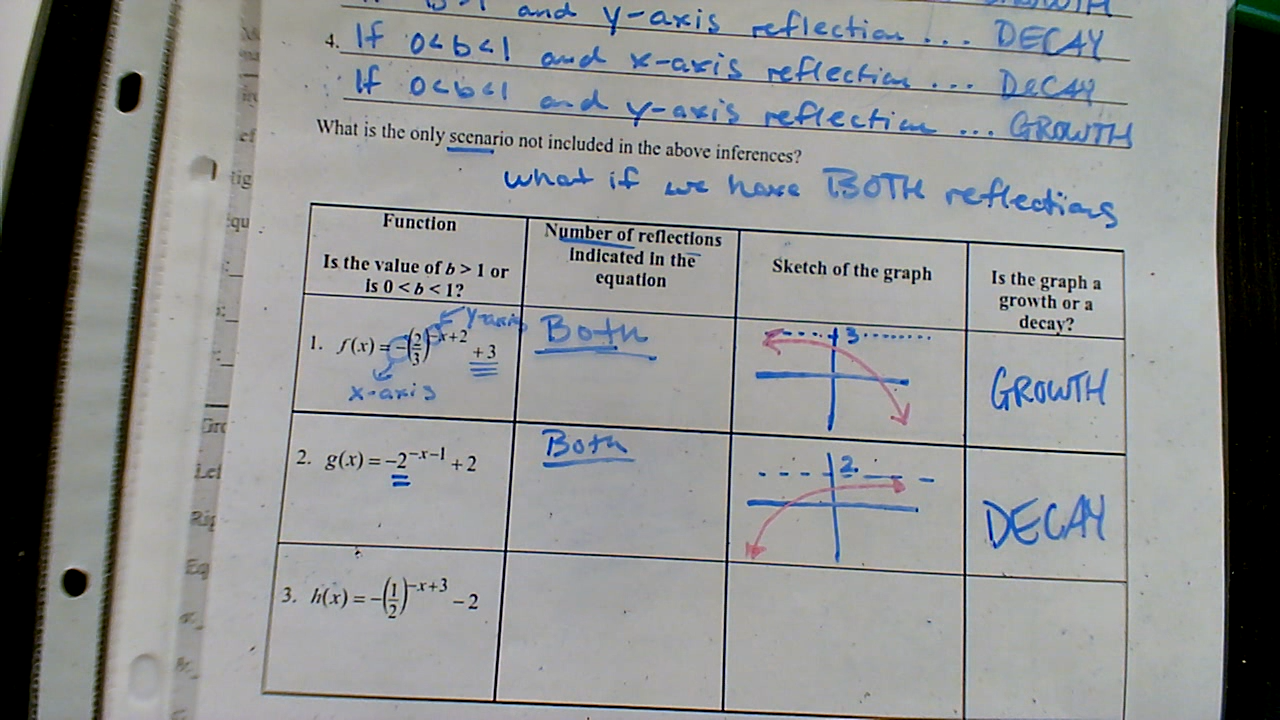 and y-axis reflection ... DECAY
4. If 0<b<1 and x-axis reflection ... DECAY
If 0<b<1 and y-axis reflection ... GROWTH
What is the only scenario not included in the above inferences?
what if we have BOTH reflections
Function
Is the value of b > 1 or
is 0 < b < 1?
Number of reflections
indicated in the
equation
Sketch of the graph
Is the graph a
growth or a
decay?
1. f(x) = -(2/3)^(-x+2) + 3
y-axis
x-axis
Both
3
GROWTH
2. g(x) = -2^(-x-1) + 2
Both
2
DECAY
3. h(x) = -(1/2)^(-x+3) - 2